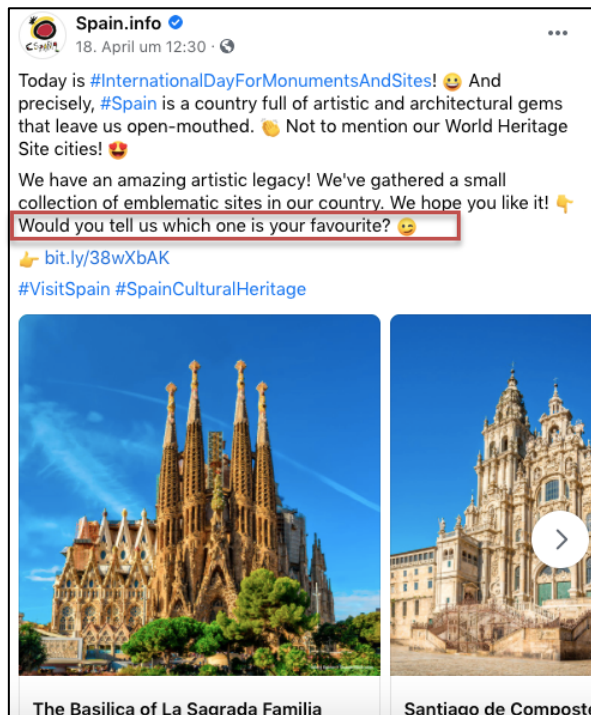 Spain.info
18. April um 12:30 ·
Today is #InternationalDayForMonumentsAndSites! 😀 And
precisely, #Spain is a country full of artistic and architectural gems
that leave us open-mouthed. 👏 Not to mention our World Heritage
Site cities! 😍
We have an amazing artistic legacy! We've gathered a small
collection of emblematic sites in our country. We hope you like it! 👇
Would you tell us which one is your favourite? 😉
👉 bit.ly/38wXbAK
#VisitSpain #SpainCulturalHeritage
The Basilica of La Sagrada Familia
Santiago de Composte